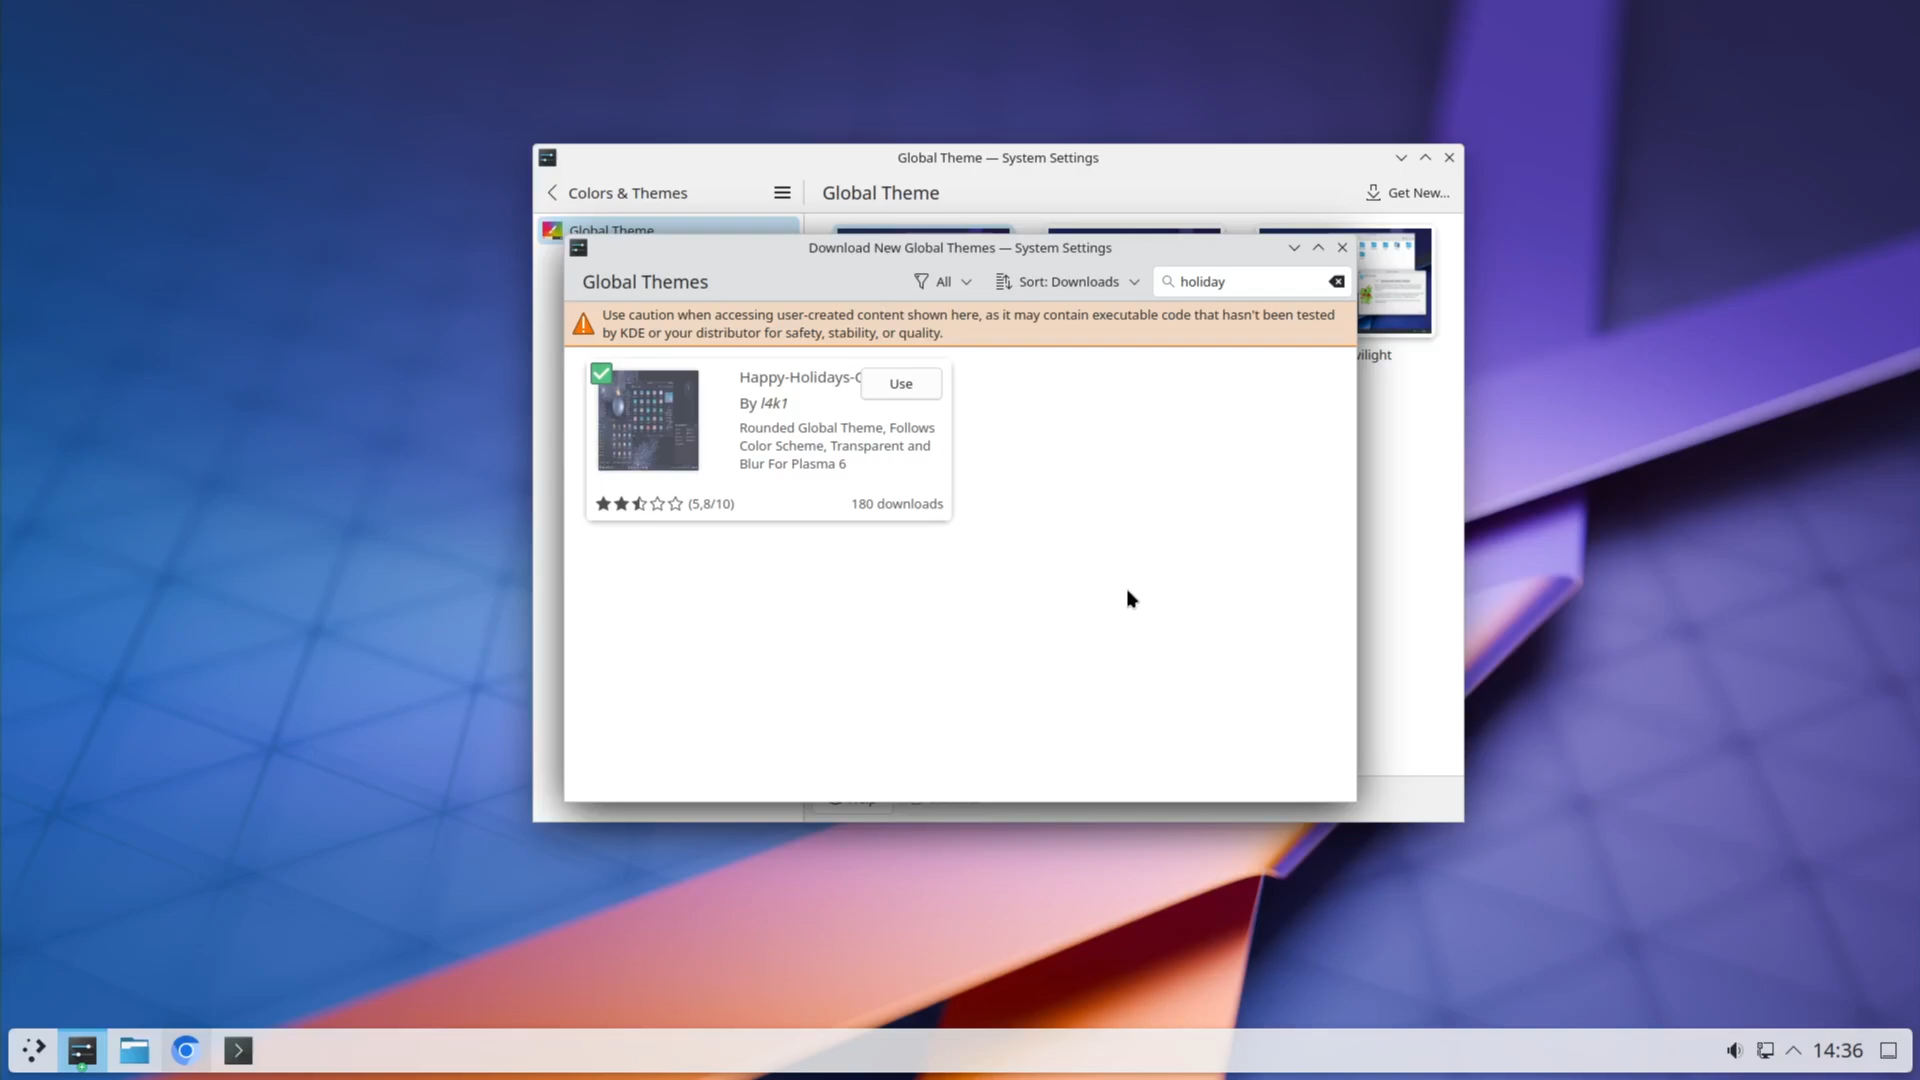 Global Theme — System Settings
Colors & Themes
Global Theme
Get New...
Global Theme
Download New Global Themes — System Settings
Global Themes
All
Sort: Downloads
holiday
Use caution when accessing user-created content shown here, as it may contain executable code that hasn't been tested
by KDE or your distributor for safety, stability, or quality.
Happy-Holidays-
Use
By l4k1
Rounded Global Theme, Follows
Color Scheme, Transparent and
Blur For Plasma 6
(5,8/10)
180 downloads
14:36